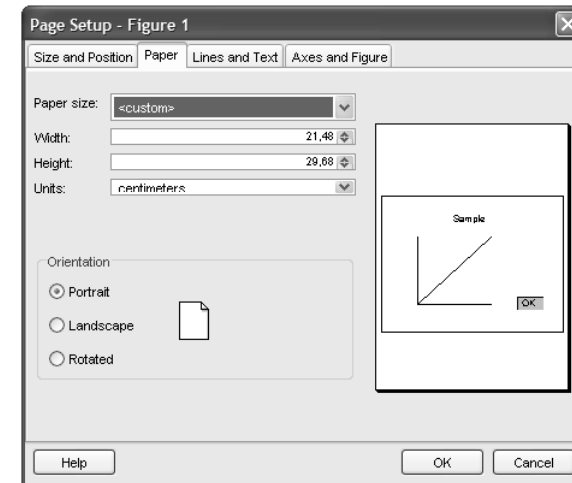 Page Setup - Figure 1
Size and Position Paper Lines and Text Axes and Figure
Paper size: <custom>
Width: 21,48
Height: 29,68
Units: centimeters
Sample
OK
Orientation
Portrait
Landscape
Rotated
Help OK Cancel